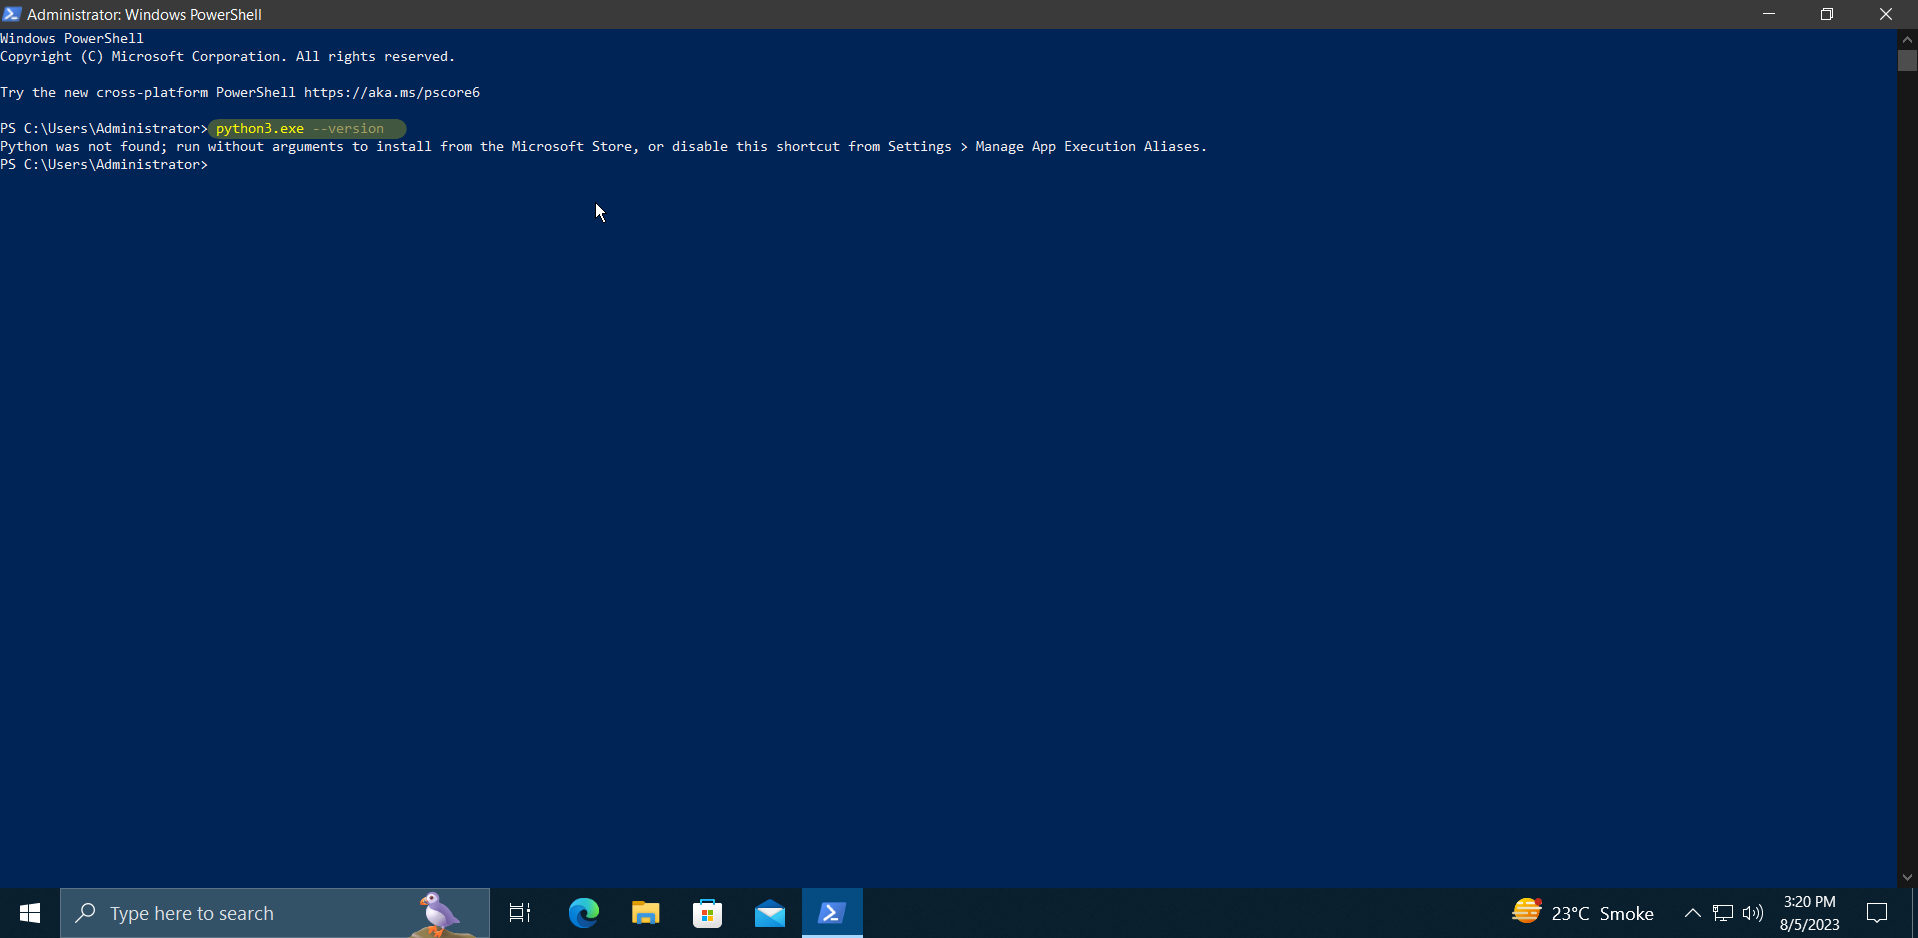 Administrator: Windows PowerShell
Windows PowerShell
Copyright (C) Microsoft Corporation. All rights reserved.
Try the new cross-platform PowerShell https://aka.ms/pscore6
PS C:\Users\Administrator> python3.exe --version
Python was not found; run without arguments to install from the Microsoft Store, or disable this shortcut from Settings > Manage App Execution Aliases.
PS C:\Users\Administrator>
Type here to search
23°C Smoke
3:20 PM
8/5/2023